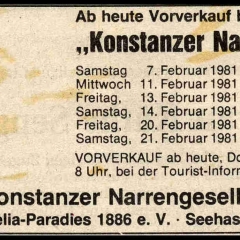 Ab heute Vorverkauf
„Konstanzer Na
Samstag 7. Februar 1981
Mittwoch 11. Februar 1981
Freitag, 13. Februar 1981
Samstag, 14. Februar 1981
Freitag, 20. Februar 1981
Samstag, 21. Februar 1981
VORVERKAUF ab heute, Do
8 Uhr, bei der Tourist-Inform
onstanzer Narrengesell
elia-Paradies 1886 e. V. · Seehas